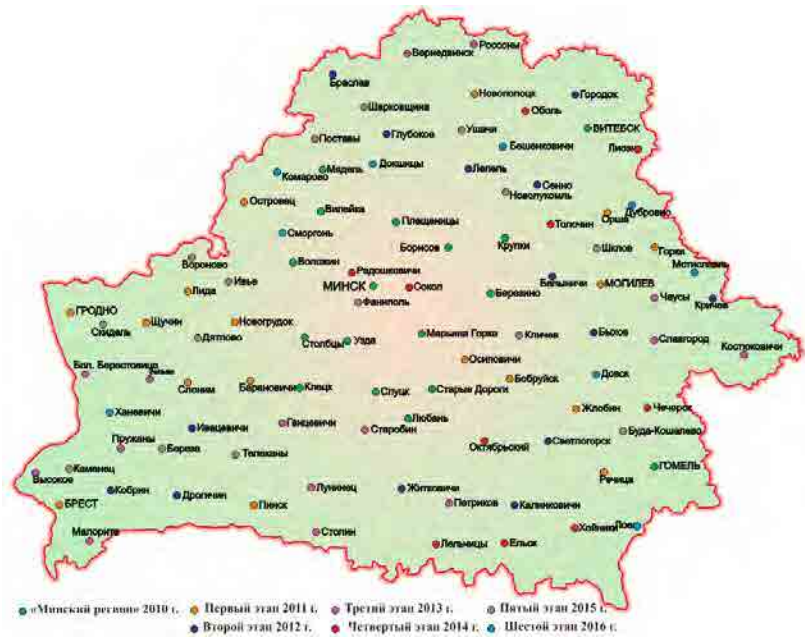 Россоны
Верхнедвинск
Браслав
Новополоцк
Городок
Шарковщина
Оболь
Ушачи
ВИТЕБСК
Поставы
Глубокое
Бешенковичи
Лиозно
Мядель
Докшицы
Лепель
Комарово
Сенно
Новолукомль
Островец
Вилейка
Дубровно
Орша
Плещеницы
Толочин
Сморгонь
Борисов
Крупки
Шклов
Горки
Вороново
Воложин
Мстиславль
Радошковичи
Ивье
МИНСК
Сокол
Белыничи
МОГИЛЕВ
Лида
Березино
Чаусы
Кричев
Фаниполь
ГРОДНО
Скидель
Щучин
Новогрудок
Дятлово
Столбцы
Узда
Марьина Горка
Кличев
Быхов
Славгород
Костюковичи
Осиповичи
Бол. Берестовица
Слоним
Барановичи
Клецк
Слуцк
Старые Дороги
Бобруйск
Довск
Ханевичи
Любань
Жлобин
Чечерск
Ивацевичи
Ганцевичи
Старобин
Буда-Кошелево
Пружаны
Береза
Телеханы
Октябрьский
Светлогорск
ГОМЕЛЬ
Каменец
Высокое
Речица
Кобрин
Дрогичин
Лунинец
Житковичи
БРЕСТ
Пинск
Петриков
Калинковичи
Малорита
Столин
Хойники
Лоев
Лельчицы
Ельск
«Минский регион» 2010 г.
Первый этап 2011 г.
Третий этап 2013 г.
Пятый этап 2015 г.
Второй этап 2012 г.
Четвертый этап 2014 г.
Шестой этап 2016 г.